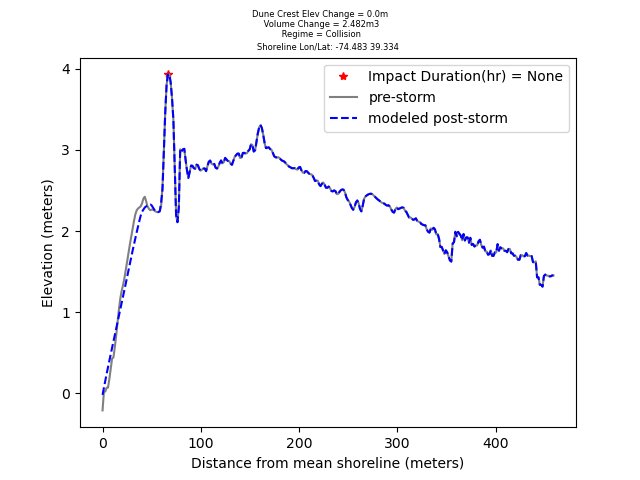 Dune Crest Elev Change = 0.0m
Volume Change = 2.482m3
Regime = Collision
Shoreline Lon/Lat: -74.483 39.334
Impact Duration(hr) = None
pre-storm
modeled post-storm
Elevation (meters)
4
3
2
1
0
0 100 200 300 400
Distance from mean shoreline (meters)